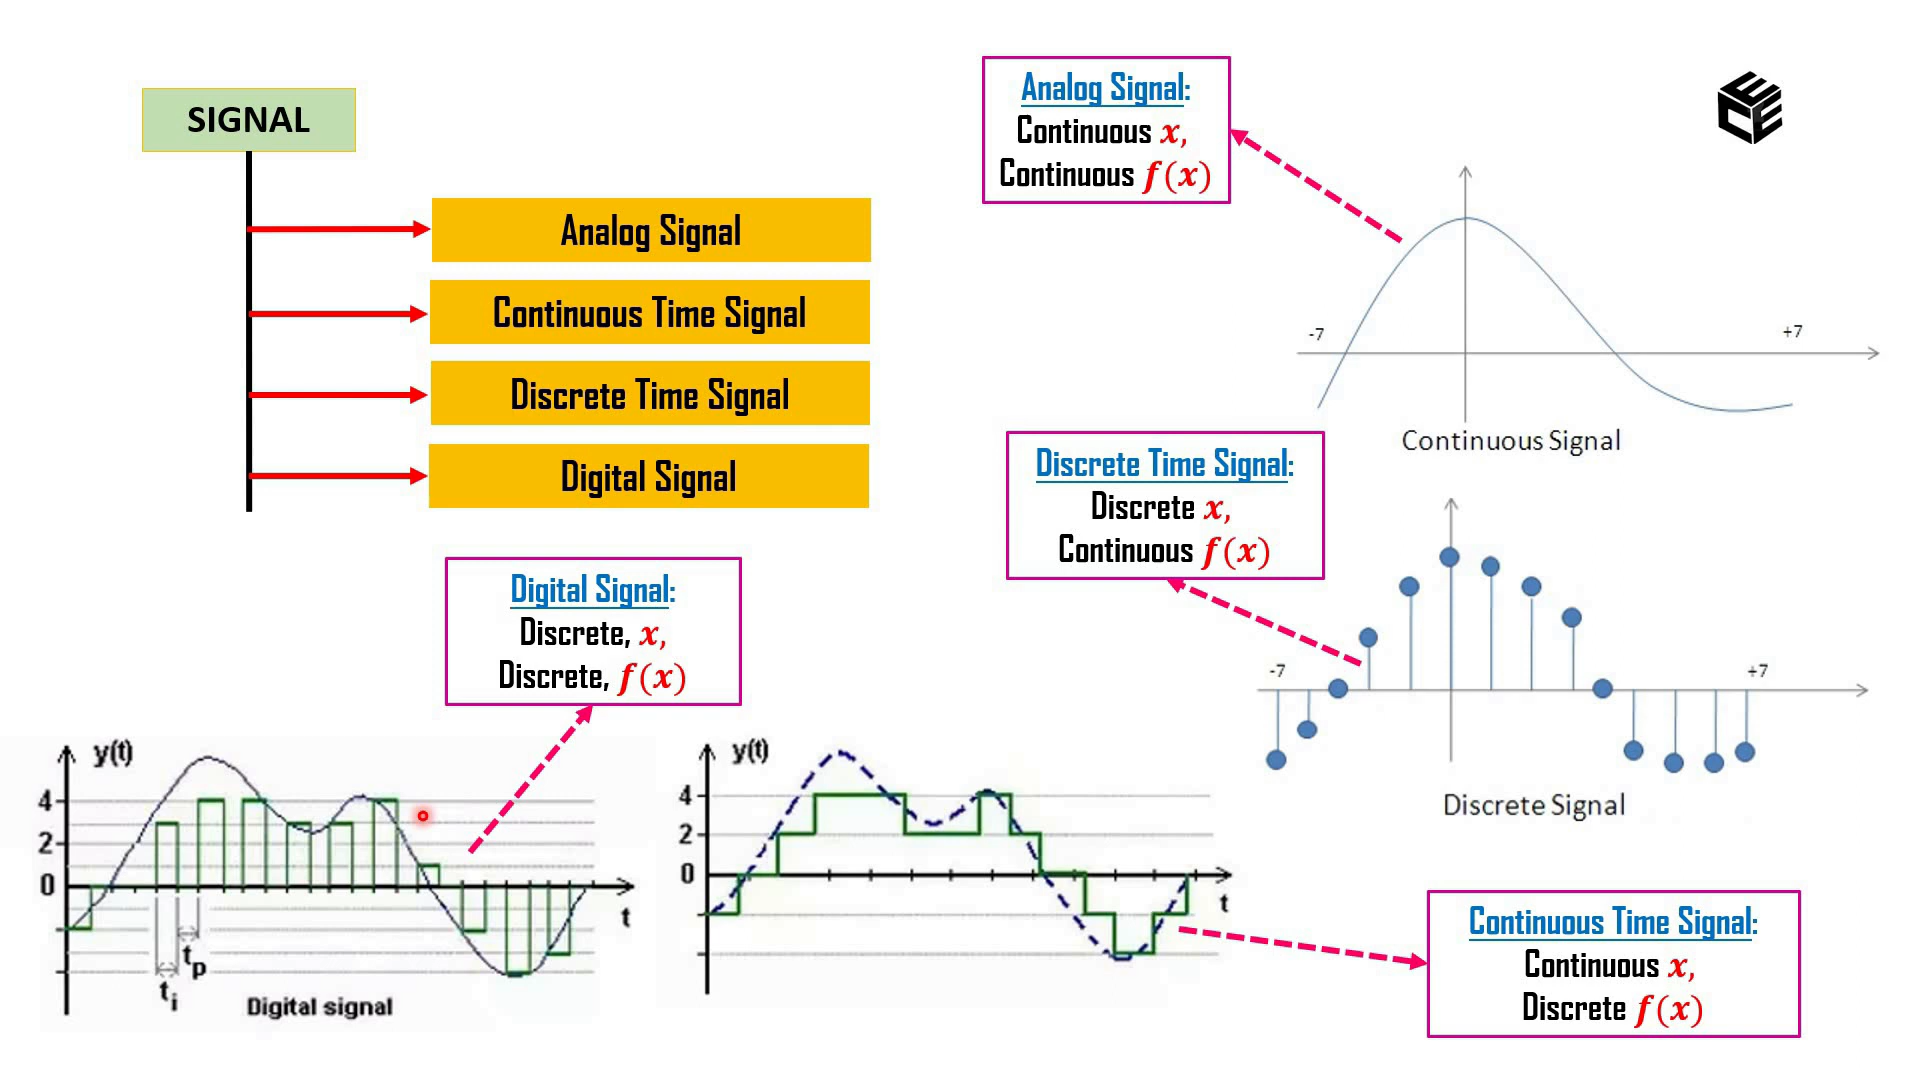 SIGNAL
Analog Signal
Continuous Time Signal
Discrete Time Signal
Digital Signal
Analog Signal:
Continuous x,
Continuous f(x)
ECE
-7
+7
Continuous Signal
Discrete Time Signal:
Discrete x,
Continuous f(x)
-7
+7
Discrete Signal
Digital Signal:
Discrete, x,
Discrete, f(x)
y(t)
4
2
0
t
tp
ti
Digital signal
y(t)
4
2
0
t
Continuous Time Signal:
Continuous x,
Discrete f(x)